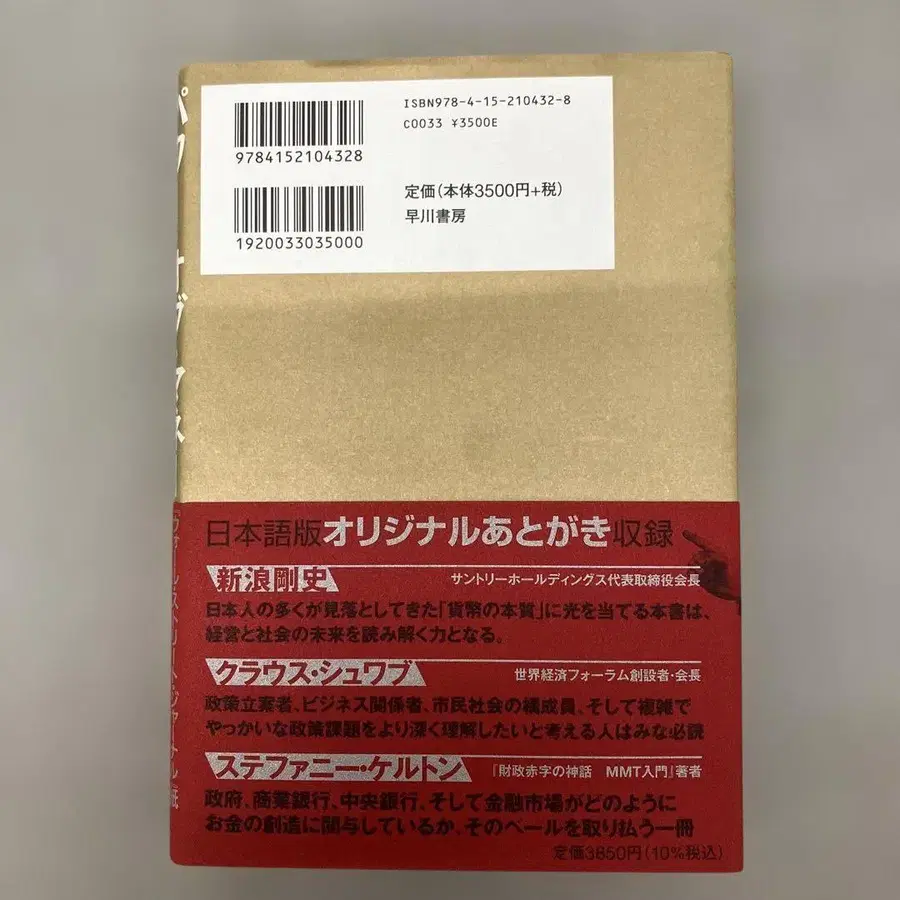 ISBN978-4-15-210432-8
C0033 ¥3500E
9784152104328
定価(本体3500円+税)
早川書房
1920033035000
日本語版オリジナルあとがき収録
新浪剛史 サントリーホールディングス代表取締役会長
日本人の多くが見落としてきた「貨幣の本質」に光を当てる本書は、
経営と社会の未来を読み解く力となる。
クラウス・シュワブ 世界経済フォーラム創設者・会長
政策立案者、ビジネス関係者、市民社会の構成員、そして複雑で
やっかいな政策課題をより深く理解したいと考える人はみな必読
ステファニー・ケルトン 『財政赤字の神話 MMT入門』著者
政府、商業銀行、中央銀行、そして金融市場がどのように
お金の創造に関与しているか、そのベールを取り払う一冊
定価3850円(10%税込)